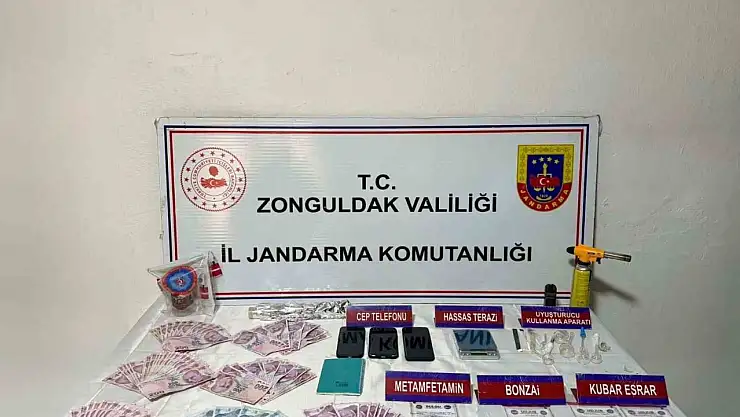 T.C.
ZONGULDAK VALİLİĞİ
İL JANDARMA KOMUTANLIĞI
JANDARMA
CEP TELEFONU
HASSAS TERAZİ
UYUŞTURUCU
KULLANMA APARATI
METAMFETAMİN
BONZAİ
KUBAR ESRAR